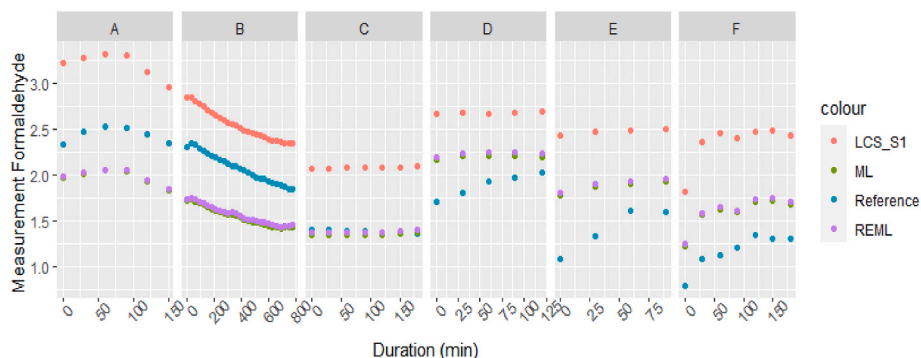 A B C D E F
Measurement Formaldehyde
3.0
2.5
2.0
1.5
1.0
0 50 100 150
0 200 400 600 800
0 50 100 150
0 25 50 75 100 125
0 25 50 75
0 50 100 150
Duration (min)
colour
LCS_S1
ML
Reference
REML